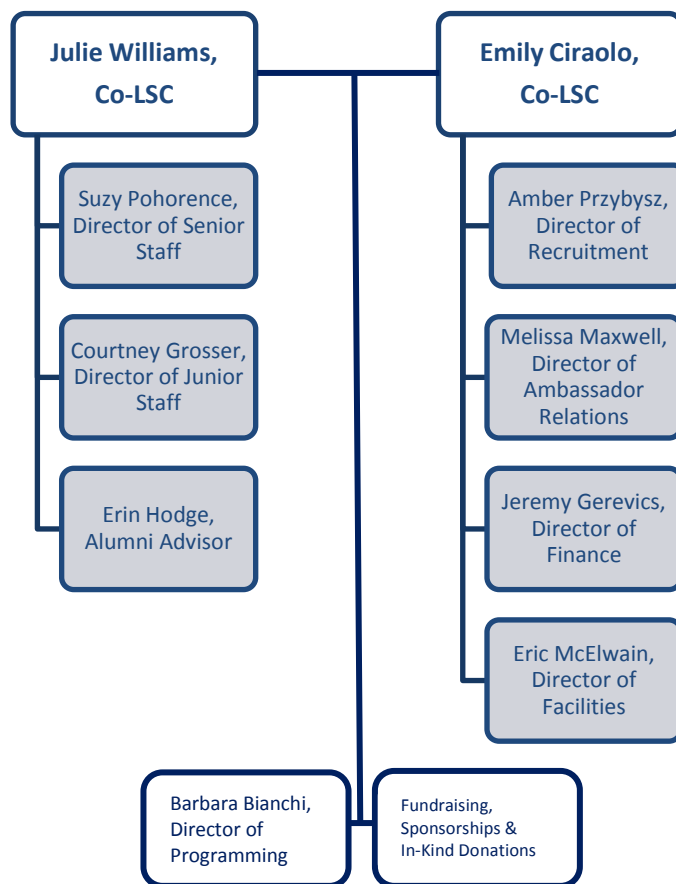 Julie Williams,
Co-LSC
Emily Ciraolo,
Co-LSC
Suzy Pohorence,
Director of Senior
Staff
Courtney Grosser,
Director of Junior
Staff
Erin Hodge,
Alumni Advisor
Amber Przybysz,
Director of
Recruitment
Melissa Maxwell,
Director of
Ambassador
Relations
Jeremy Gerevics,
Director of
Finance
Eric McElwain,
Director of
Facilities
Barbara Bianchi,
Director of
Programming
Fundraising,
Sponsorships &
In-Kind Donations